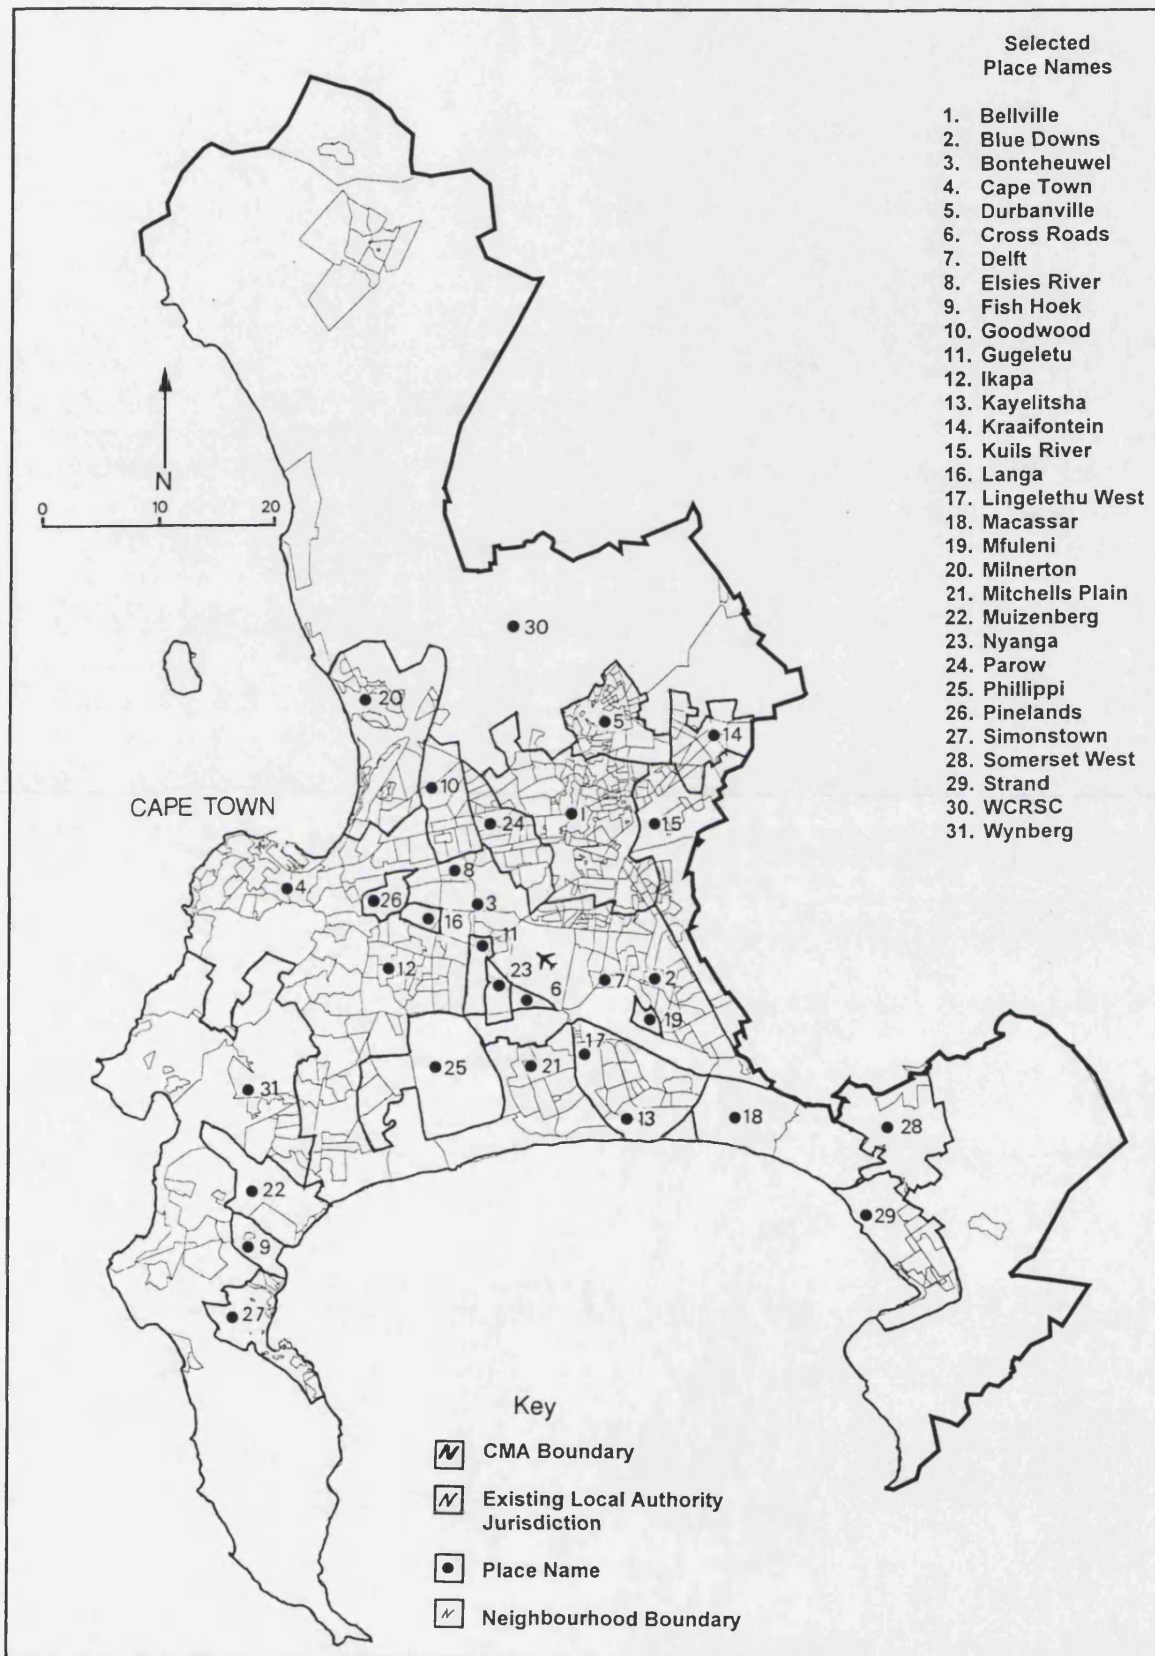 Selected
Place Names
1. Bellville
2. Blue Downs
3. Bonteheuwel
4. Cape Town
5. Durbanville
6. Cross Roads
7. Delft
8. Elsies River
9. Fish Hoek
10. Goodwood
11. Gugeletu
12. Ikapa
13. Kayelitsha
14. Kraaifontein
15. Kuils River
16. Langa
17. Lingelethu West
18. Macassar
19. Mfuleni
20. Milnerton
21. Mitchells Plain
22. Muizenberg
23. Nyanga
24. Parow
25. Phillippi
26. Pinelands
27. Simonstown
28. Somerset West
29. Strand
30. WCRSC
31. Wynberg
N
0 10 20
30
20
5
14
10
CAPE TOWN
24
1
15
8
4
26
3
16
11
12
23
6
7
2
19
17
25
21
31
13
18
28
22
29
9
27
Key
CMA Boundary
Existing Local Authority
Jurisdiction
Place Name
Neighbourhood Boundary